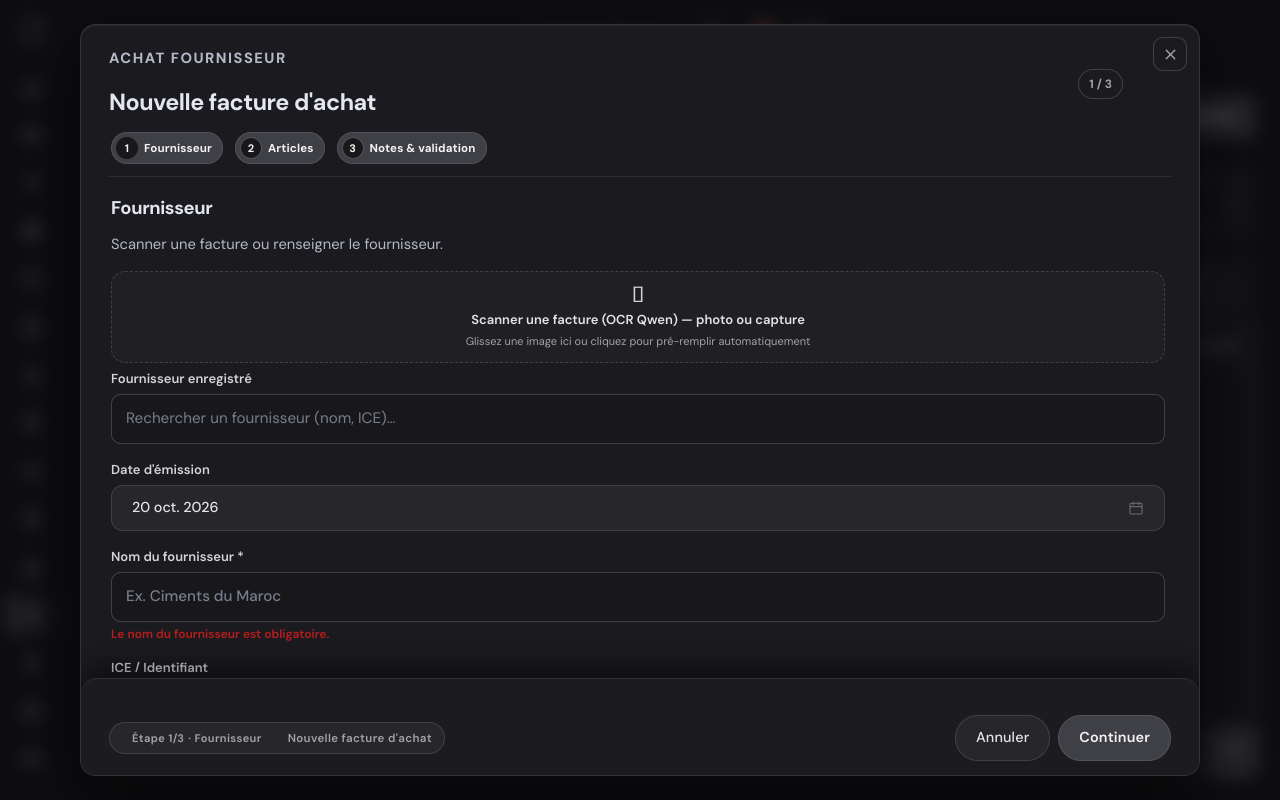 ACHAT FOURNISSEUR
1 / 3
Nouvelle facture d'achat
1 Fournisseur 2 Articles 3 Notes & validation
Fournisseur
Scanner une facture ou renseigner le fournisseur.
Scanner une facture (OCR Qwen) — photo ou capture
Glissez une image ici ou cliquez pour pré-remplir automatiquement
Fournisseur enregistré
Rechercher un fournisseur (nom, ICE)...
Date d'émission
20 oct. 2026
Nom du fournisseur *
Ex. Ciments du Maroc
Le nom du fournisseur est obligatoire.
ICE / Identifiant
Étape 1/3 · Fournisseur Nouvelle facture d'achat
Annuler Continuer